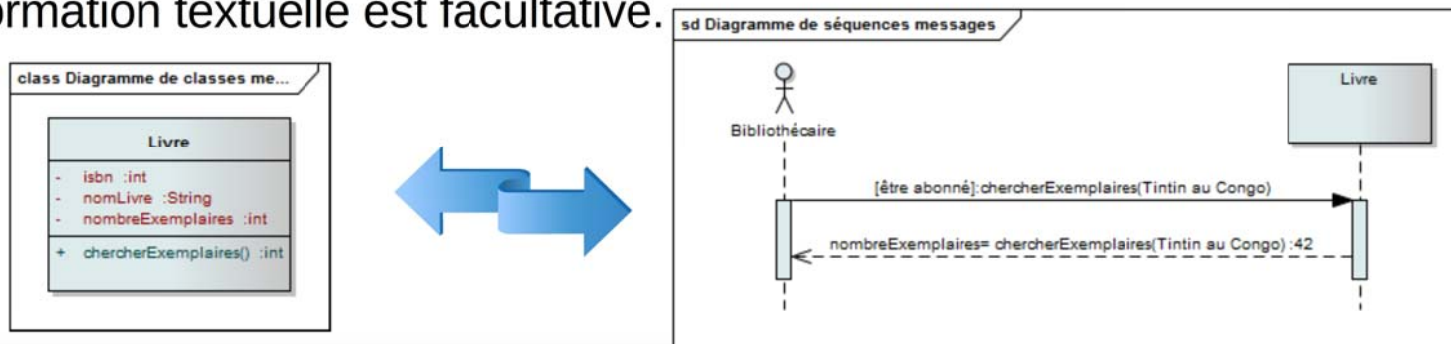 ormation textuelle est facultative.
class Diagramme de classes me...
Livre
- isbn :int
- nomLivre :String
- nombreExemplaires :int
+ chercherExemplaires() :int
sd Diagramme de séquences messages
Bibliothécaire
Livre
[être abonné]:chercherExemplaires(Tintin au Congo)
nombreExemplaires= chercherExemplaires(Tintin au Congo) :42